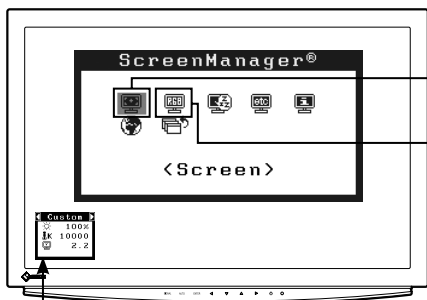 ScreenManager®
RGB
etc
<Screen>
Custom
100%
K 10000
2.2